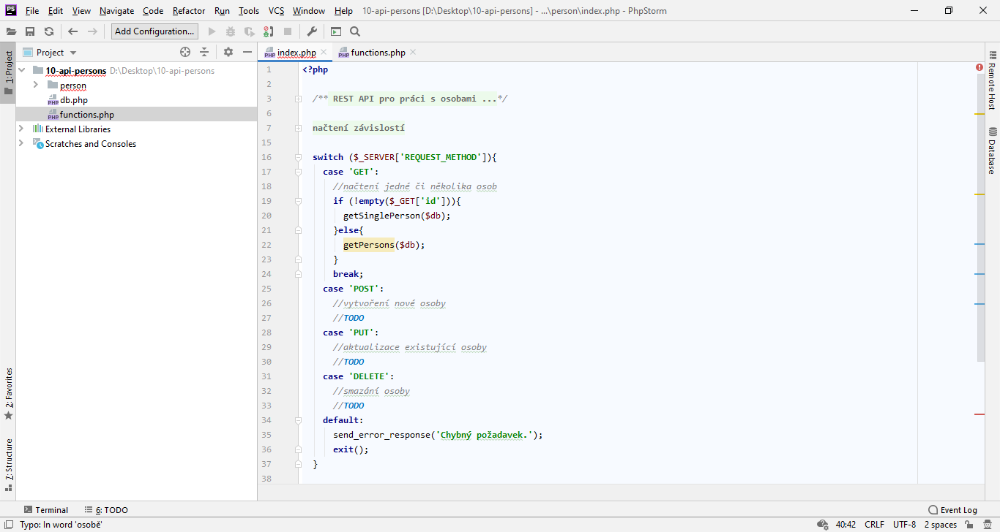 PS File Edit View Navigate Code Refactor Run Tools VCS Window Help 10-api-persons [D:\Desktop\10-api-persons] - ...\person\index.php - PhpStorm
Add Configuration...
1: Project
2: Favorites
7: Structure
Project
10-api-persons D:\Desktop\10-api-persons
person
db.php
functions.php
External Libraries
Scratches and Consoles
index.php functions.php
1 <?php
2
3 /** REST API pro práci s osobami ...*/
6
7 načtení závislostí
15
16 switch ($_SERVER['REQUEST_METHOD']){
17 case 'GET':
18 //načtení jedné či několika osob
19 if (!empty($_GET['id'])){
20 getSinglePerson($db);
21 }else{
22 getPersons($db);
23 }
24 break;
25 case 'POST':
26 //vytvoření nové osoby
27 //TODO
28 case 'PUT':
29 //aktualizace existující osoby
30 //TODO
31 case 'DELETE':
32 //smazání osoby
33 //TODO
34 default:
35 send_error_response('Chybný požadavek.');
36 exit();
37 }
38
Remote Host
Database
Terminal 6: TODO Event Log
Typo: In word 'osobě' 40:42 CRLF UTF-8 2 spaces